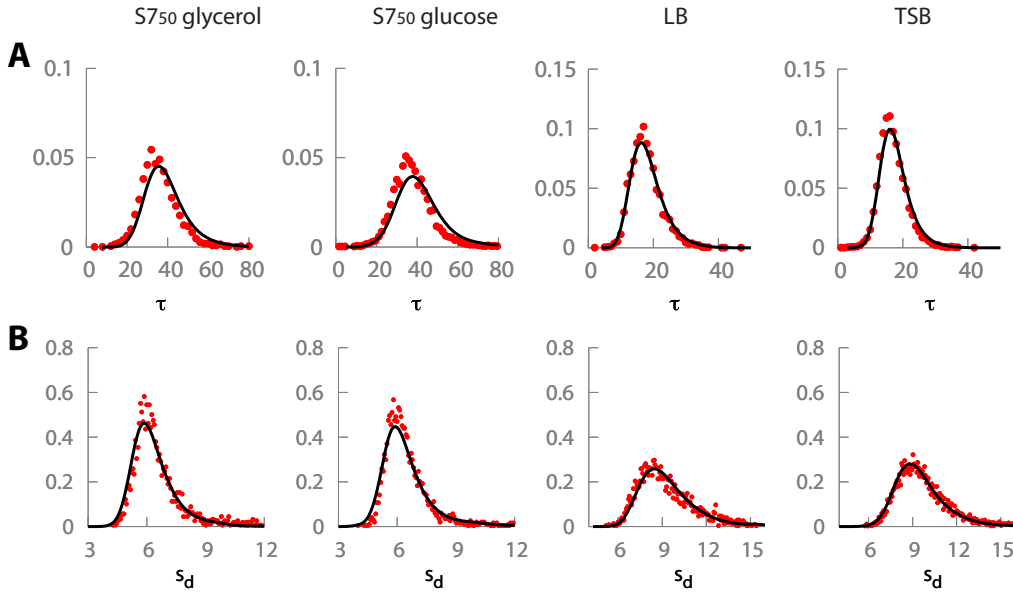 S7₅₀ glycerol S7₅₀ glucose LB TSB
A
0.1 0.1 0.15 0.15
0.1 0.1
0.05 0.05
0.05 0.05
0 0 0 0
0 20 40 60 80 0 20 40 60 80 0 20 40 0 20 40
τ τ τ τ
B
0.8 0.8 0.8 0.8
0.6 0.6 0.6 0.6
0.4 0.4 0.4 0.4
0.2 0.2 0.2 0.2
0 0 0 0
3 6 9 12 3 6 9 12 6 9 12 15 6 9 12 15
s_d s_d s_d s_d